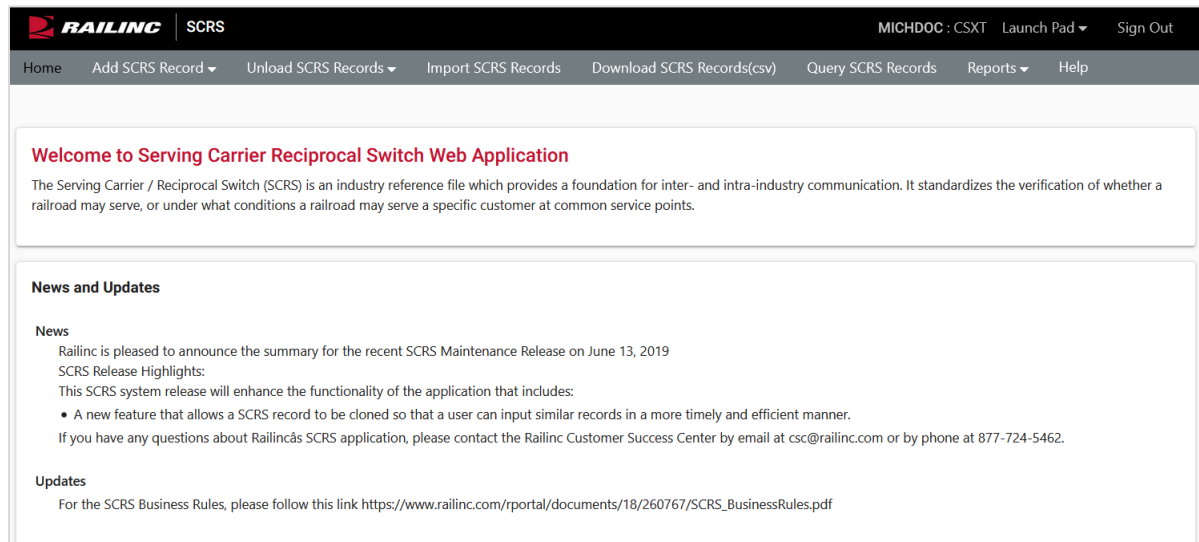 RAILINC SCRS MICHDOC : CSXT Launch Pad Sign Out
Home Add SCRS Record Unload SCRS Records Import SCRS Records Download SCRS Records(csv) Query SCRS Records Reports Help
Welcome to Serving Carrier Reciprocal Switch Web Application
The Serving Carrier / Reciprocal Switch (SCRS) is an industry reference file which provides a foundation for inter- and intra-industry communication. It standardizes the verification of whether a
railroad may serve, or under what conditions a railroad may serve a specific customer at common service points.
News and Updates
News
Railinc is pleased to announce the summary for the recent SCRS Maintenance Release on June 13, 2019
SCRS Release Highlights:
This SCRS system release will enhance the functionality of the application that includes:
• A new feature that allows a SCRS record to be cloned so that a user can input similar records in a more timely and efficient manner.
If you have any questions about Railincâs SCRS application, please contact the Railinc Customer Success Center by email at csc@railinc.com or by phone at 877-724-5462.
Updates
For the SCRS Business Rules, please follow this link https://www.railinc.com/rportal/documents/18/260767/SCRS_BusinessRules.pdf